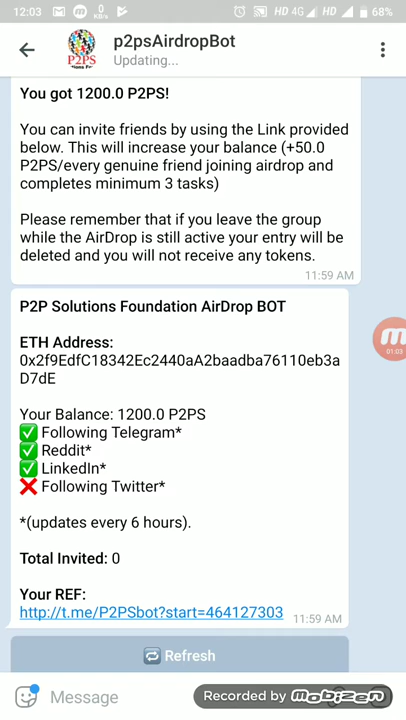 12:03
0
KB/s
HD 4G
HD
68%
P2PS
p2psAirdropBot
Updating...
You got 1200.0 P2PS!
You can invite friends by using the Link provided
below. This will increase your balance (+50.0
P2PS/every genuine friend joining airdrop and
completes minimum 3 tasks)
Please remember that if you leave the group
while the AirDrop is still active your entry will be
deleted and you will not receive any tokens.
11:59 AM
P2P Solutions Foundation AirDrop BOT
ETH Address:
0x2f9EdfC18342Ec2440aA2baadba76110eb3a
D7dE
Your Balance: 1200.0 P2PS
Following Telegram*
Reddit*
LinkedIn*
Following Twitter*
*(updates every 6 hours).
Total Invited: 0
Your REF:
http://t.me/P2PSbot?start=464127303
11:59 AM
01:03
Refresh
Message
Recorded by mobizen